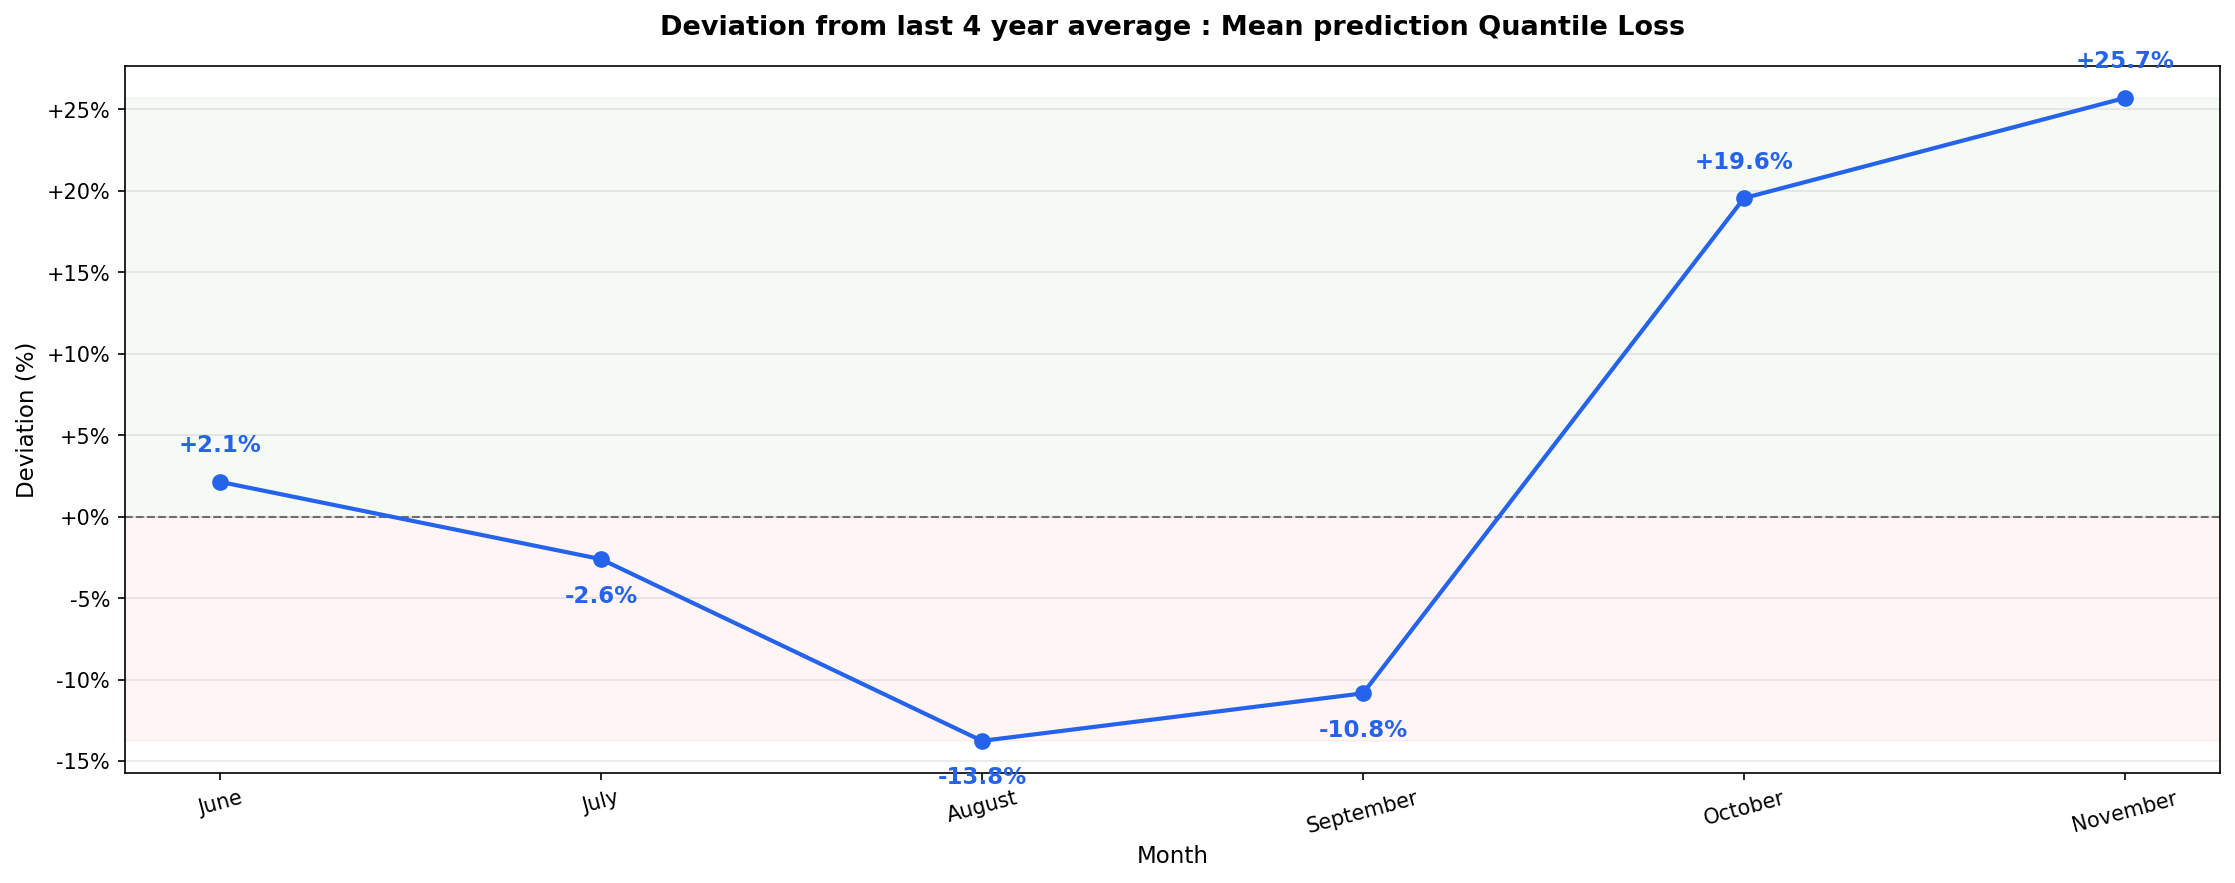 Deviation from last 4 year average : Mean prediction Quantile Loss
+25.7%
+25%
+19.6%
+20%
+15%
+10%
+5%
+2.1%
+0%
-2.6%
-5%
-10%
-10.8%
-15%
-13.8%
Deviation (%)
June
July
August
September
October
November
Month